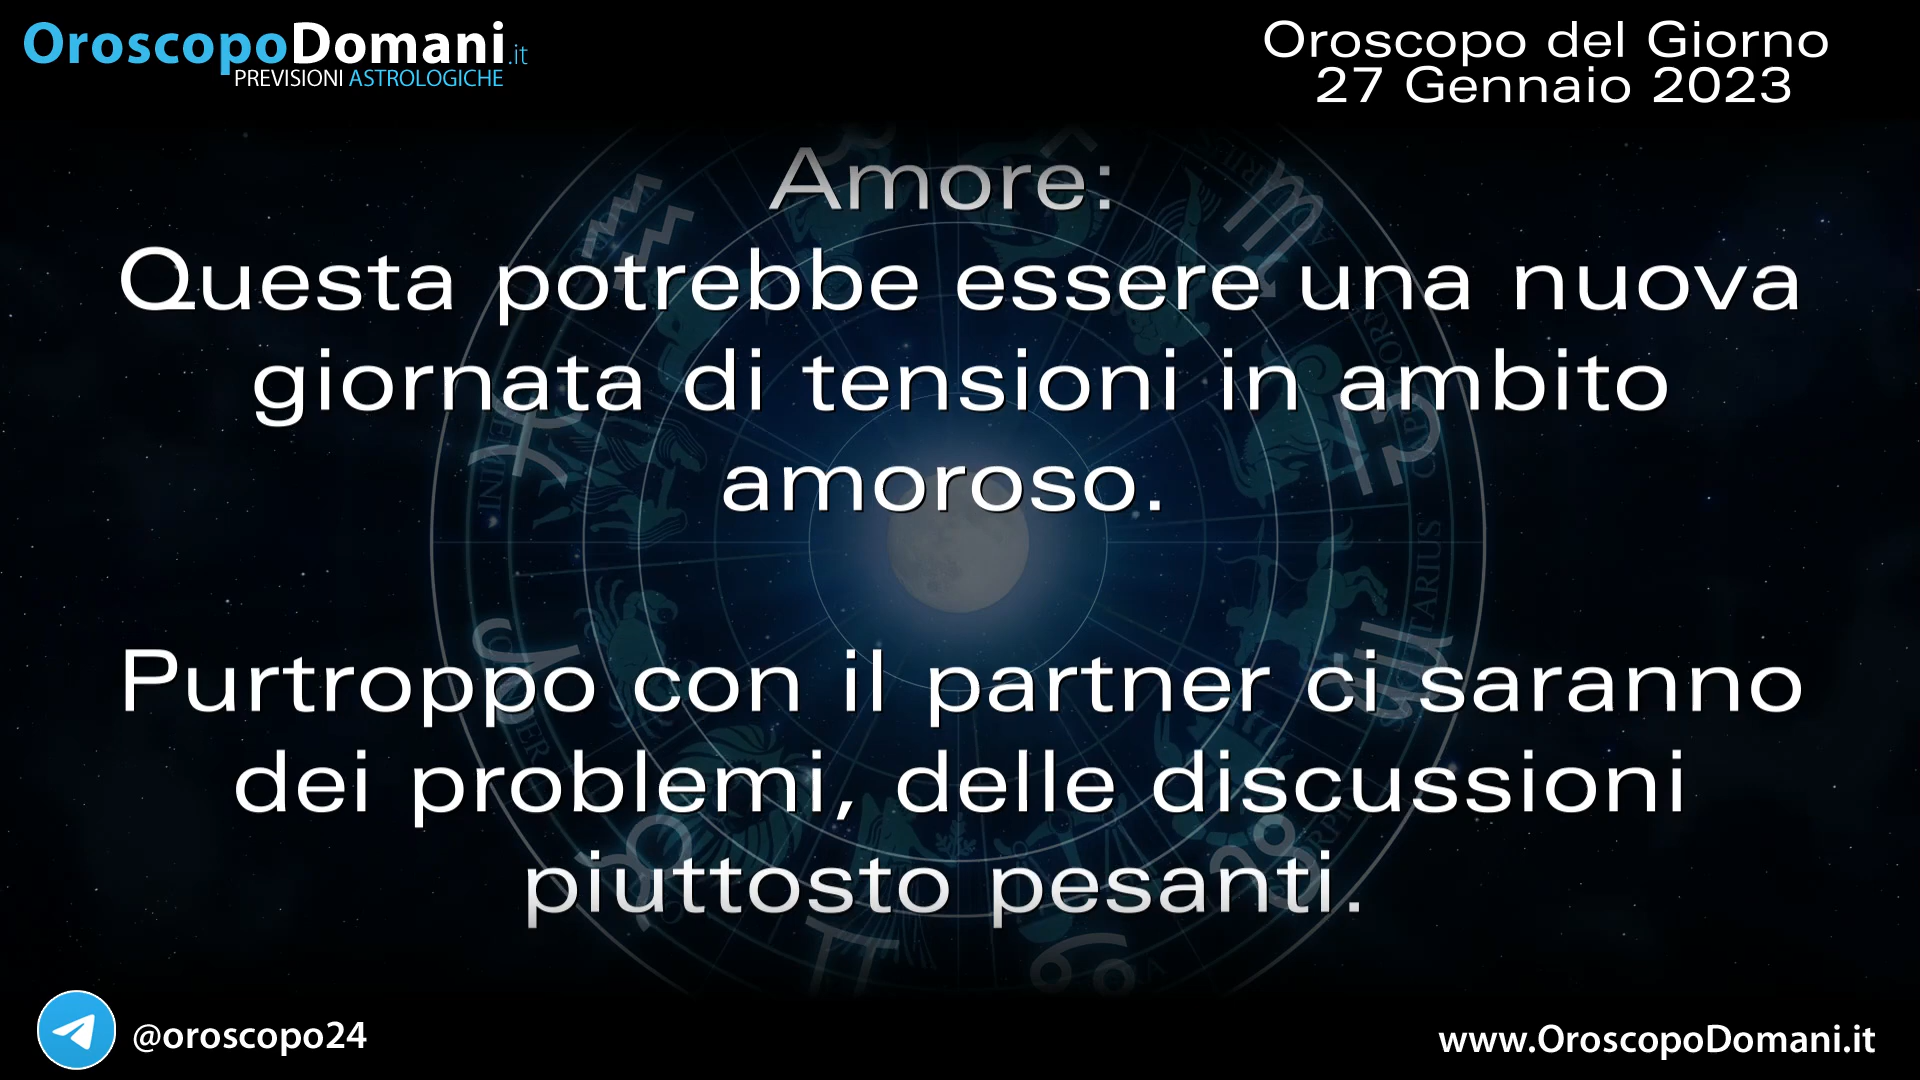 OroscopoDomani.it
PREVISIONI ASTROLOGICHE
Oroscopo del Giorno
27 Gennaio 2023
Amore:
Questa potrebbe essere una nuova
giornata di tensioni in ambito
amoroso.
Purtroppo con il partner ci saranno
dei problemi, delle discussioni
piuttosto pesanti.
@oroscopo24
www.OroscopoDomani.it